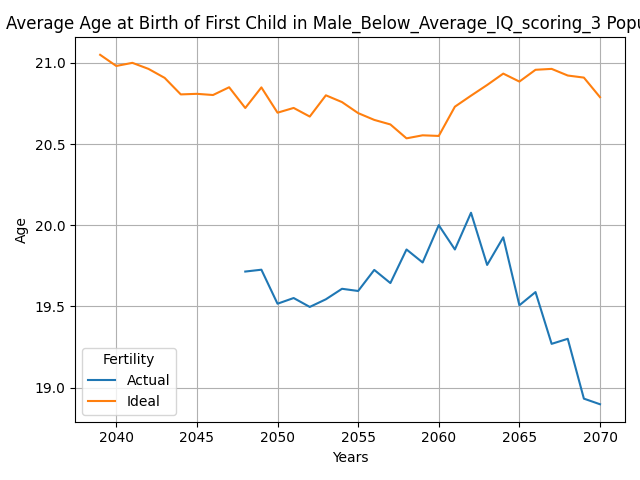 Average Age at Birth of First Child in Male_Below_Average_IQ_scoring_3 Popu
21.0
20.5
20.0
19.5
19.0
Age
Fertility
Actual
Ideal
2040 2045 2050 2055 2060 2065 2070
Years